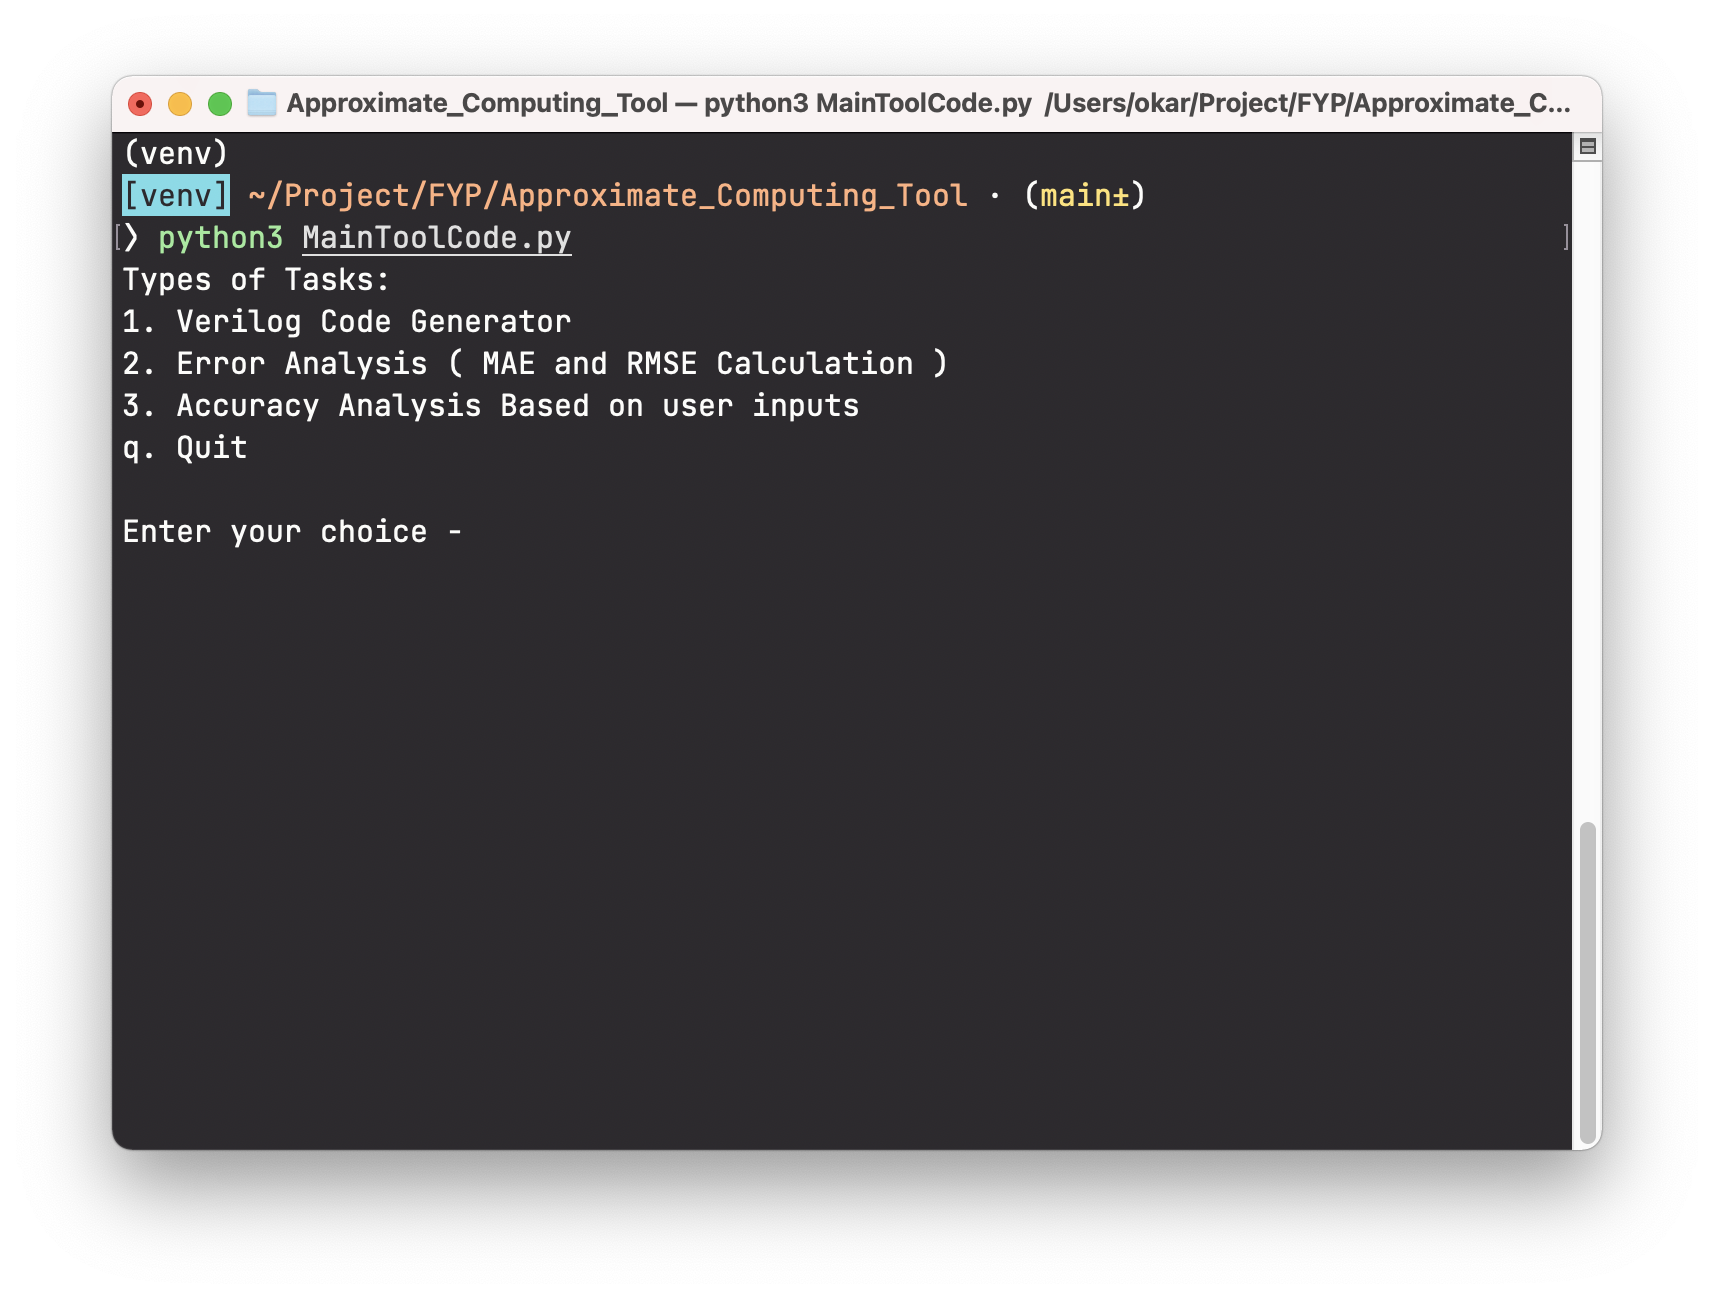 Approximate_Computing_Tool — python3 MainToolCode.py /Users/okar/Project/FYP/Approximate_C...
(venv)
[venv] ~/Project/FYP/Approximate_Computing_Tool · (main±)
[❯ python3 MainToolCode.py ]
Types of Tasks:
1. Verilog Code Generator
2. Error Analysis ( MAE and RMSE Calculation )
3. Accuracy Analysis Based on user inputs
q. Quit
Enter your choice -